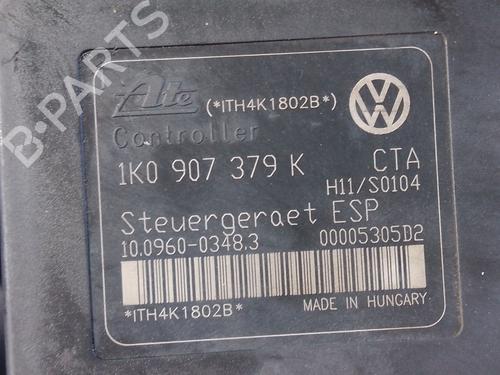 B-PARTS
Ate (*ITH4K1802B*)
Controller
1K0 907 379 K CTA
H11/S0104
Steuergeraet ESP
10.0960-0348.3 00005305D2
*ITH4K1802B* MADE IN HUNGARY